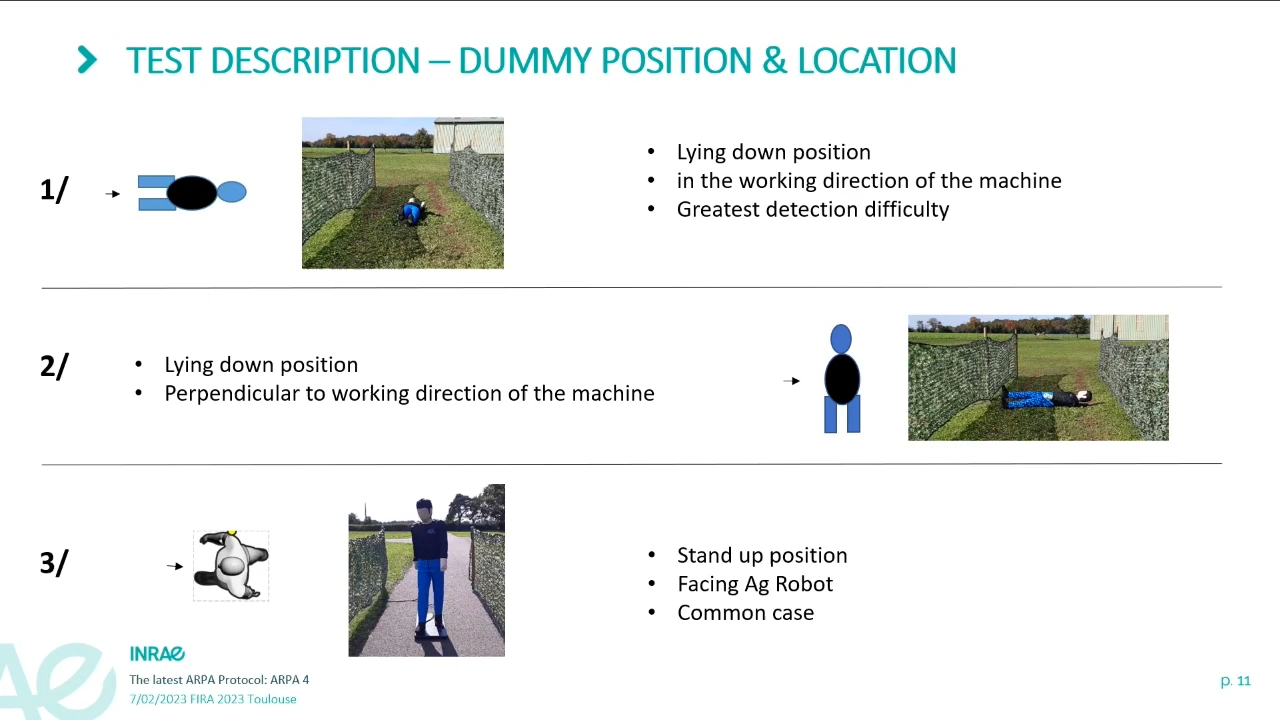 TEST DESCRIPTION – DUMMY POSITION & LOCATION
1/
• Lying down position
• in the working direction of the machine
• Greatest detection difficulty
2/
• Lying down position
• Perpendicular to working direction of the machine
3/
• Stand up position
• Facing Ag Robot
• Common case
INRAE
The latest ARPA Protocol: ARPA 4
7/02/2023 FIRA 2023 Toulouse
p. 11